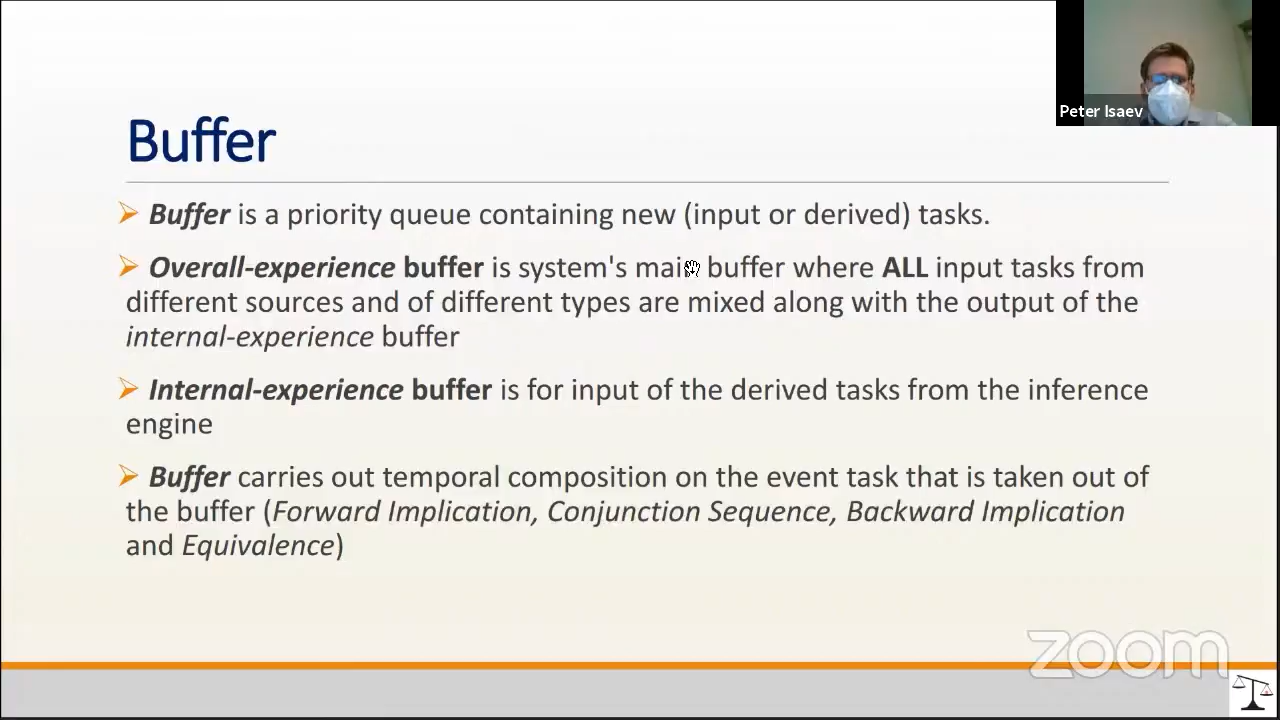 Peter Isaev
Buffer
Buffer is a priority queue containing new (input or derived) tasks.
Overall-experience buffer is system's main buffer where ALL input tasks from
different sources and of different types are mixed along with the output of the
internal-experience buffer
Internal-experience buffer is for input of the derived tasks from the inference
engine
Buffer carries out temporal composition on the event task that is taken out of
the buffer (Forward Implication, Conjunction Sequence, Backward Implication
and Equivalence)
zoom